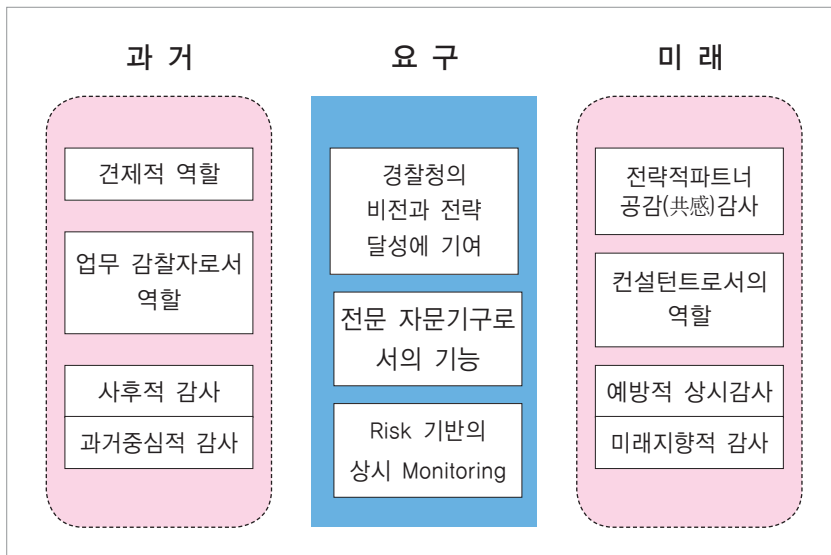 과 거
견제적 역할
업무 감찰자로서
역할
사후적 감사
과거중심적 감사
요 구
경찰청의
비전과 전략
달성에 기여
전문 자문기구로
서의 기능
Risk 기반의
상시 Monitoring
미 래
전략적파트너
공감(共感)감사
컨설턴트로서의
역할
예방적 상시감사
미래지향적 감사